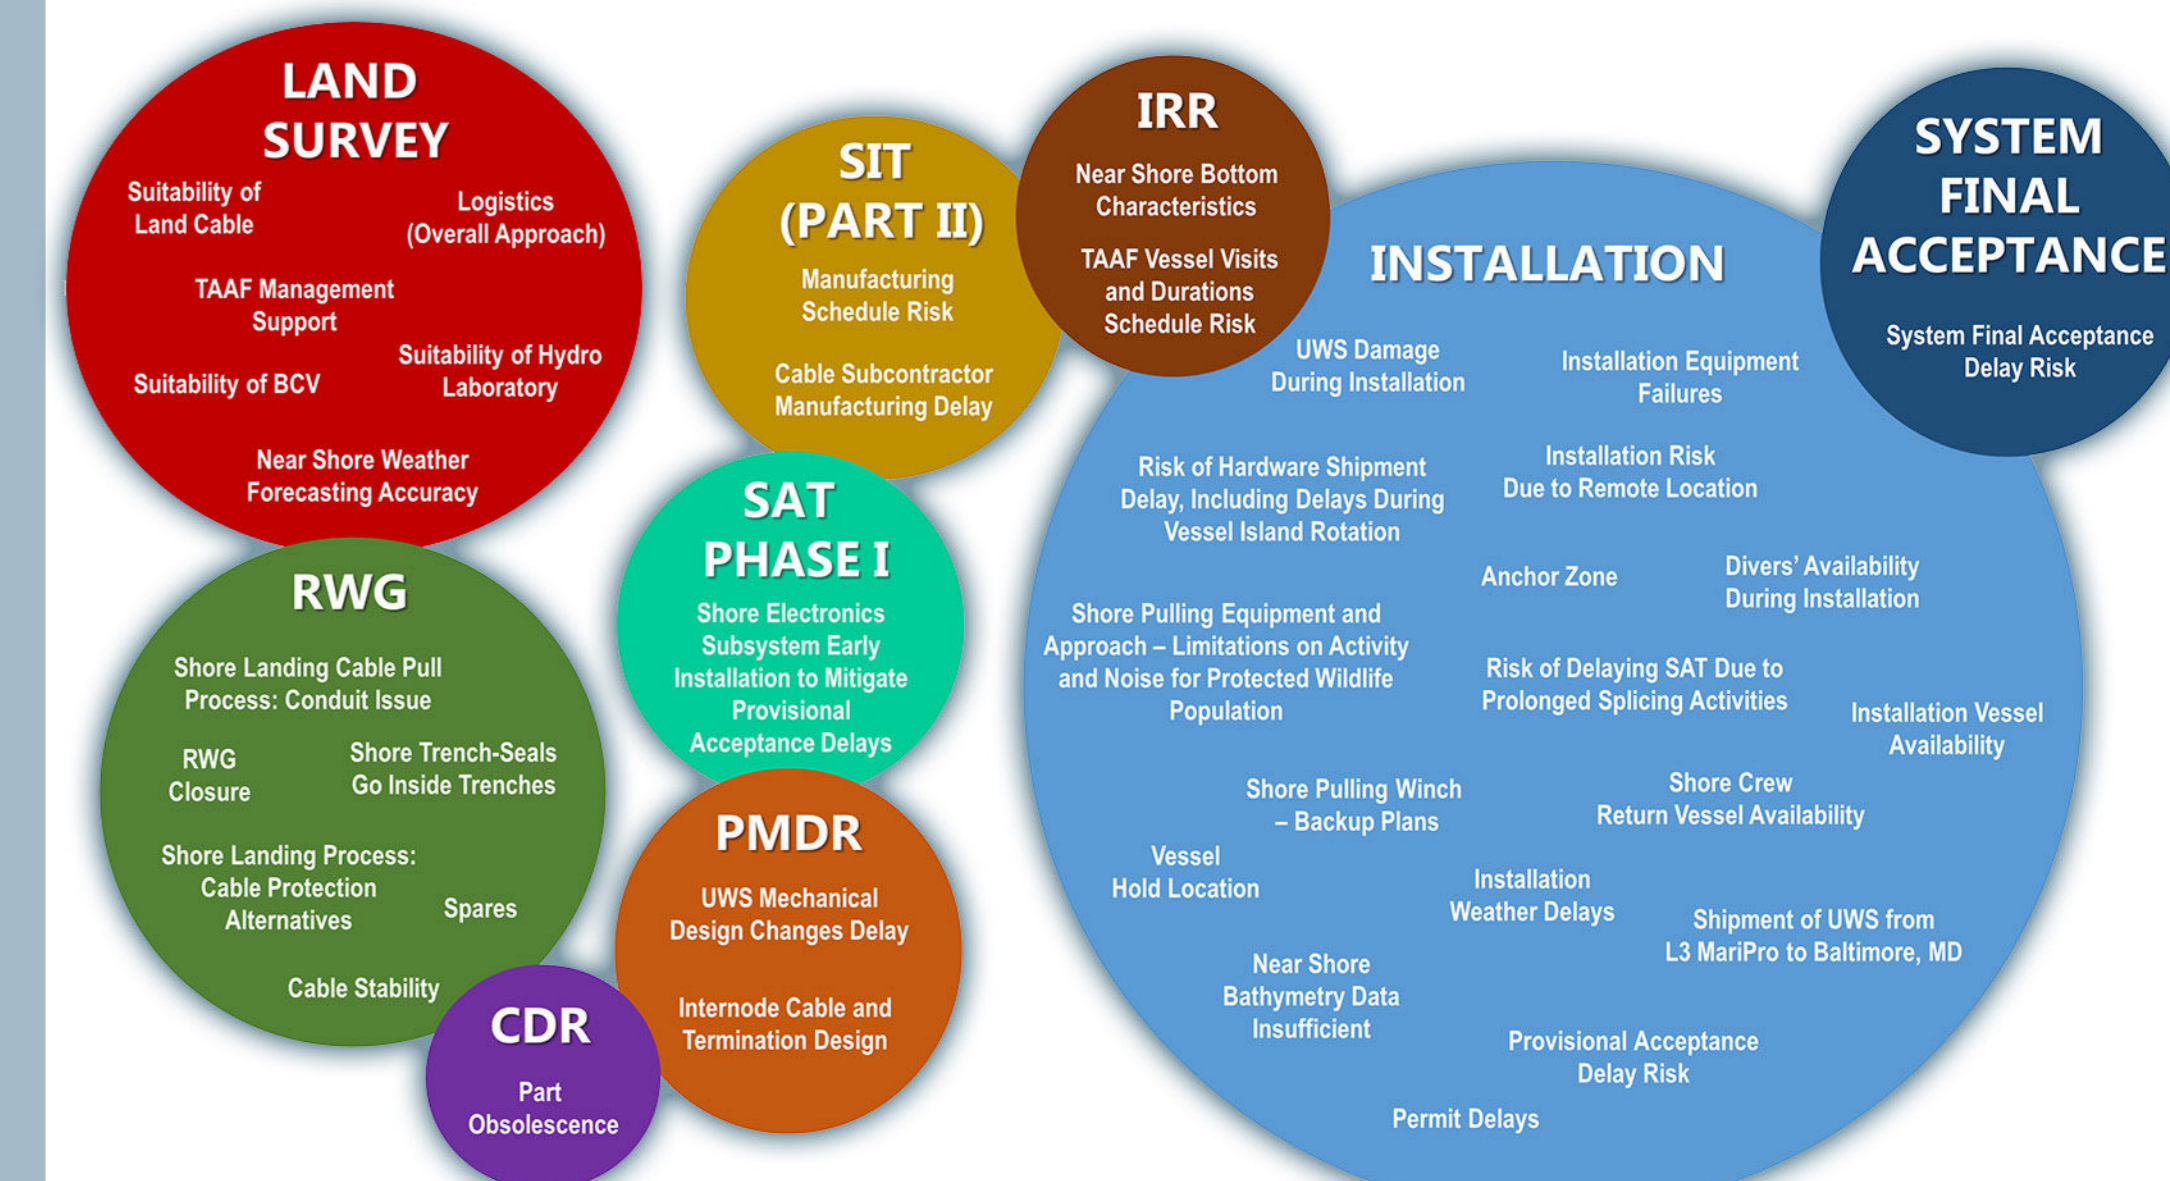 LAND
SURVEY
Suitability of
Land Cable
Logistics
(Overall Approach)
TAAF Management
Support
Suitability of BCV
Suitability of Hydro
Laboratory
Near Shore Weather
Forecasting Accuracy
RWG
Shore Landing Cable Pull
Process: Conduit Issue
RWG
Closure
Shore Trench-Seals
Go Inside Trenches
Shore Landing Process:
Cable Protection
Alternatives
Spares
Cable Stability
CDR
Part
Obsolescence
PMDR
UWS Mechanical
Design Changes Delay
Internode Cable and
Termination Design
SAT
PHASE I
Shore Electronics
Subsystem Early
Installation to Mitigate
Provisional
Acceptance Delays
SIT
(PART II)
Manufacturing
Schedule Risk
Cable Subcontractor
Manufacturing Delay
IRR
Near Shore Bottom
Characteristics
TAAF Vessel Visits
and Durations
Schedule Risk
INSTALLATION
UWS Damage
During Installation
Installation Equipment
Failures
Risk of Hardware Shipment
Delay, Including Delays During
Vessel Island Rotation
Installation Risk
Due to Remote Location
Anchor Zone
Divers’ Availability
During Installation
Shore Pulling Equipment and
Approach – Limitations on Activity
and Noise for Protected Wildlife
Population
Risk of Delaying SAT Due to
Prolonged Splicing Activities
Installation Vessel
Availability
Shore Pulling Winch
– Backup Plans
Shore Crew
Return Vessel Availability
Vessel
Hold Location
Installation
Weather Delays
Shipment of UWS from
L3 MariPro to Baltimore, MD
Near Shore
Bathymetry Data
Insufficient
Provisional Acceptance
Delay Risk
Permit Delays
SYSTEM
FINAL
ACCEPTANCE
System Final Acceptance
Delay Risk